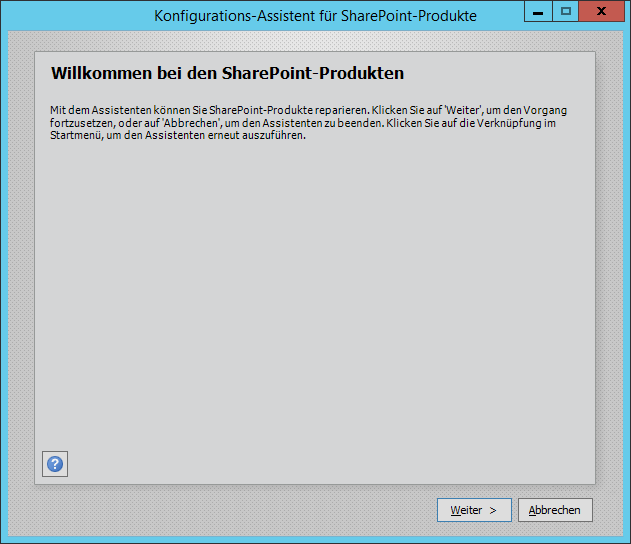 Konfigurations-Assistent für SharePoint-Produkte
Willkommen bei den SharePoint-Produkten
Mit dem Assistenten können Sie SharePoint-Produkte reparieren. Klicken Sie auf 'Weiter', um den Vorgang
fortzusetzen, oder auf 'Abbrechen', um den Assistenten zu beenden. Klicken Sie auf die Verknüpfung im
Startmenü, um den Assistenten erneut auszuführen.
?
Weiter >
Abbrechen